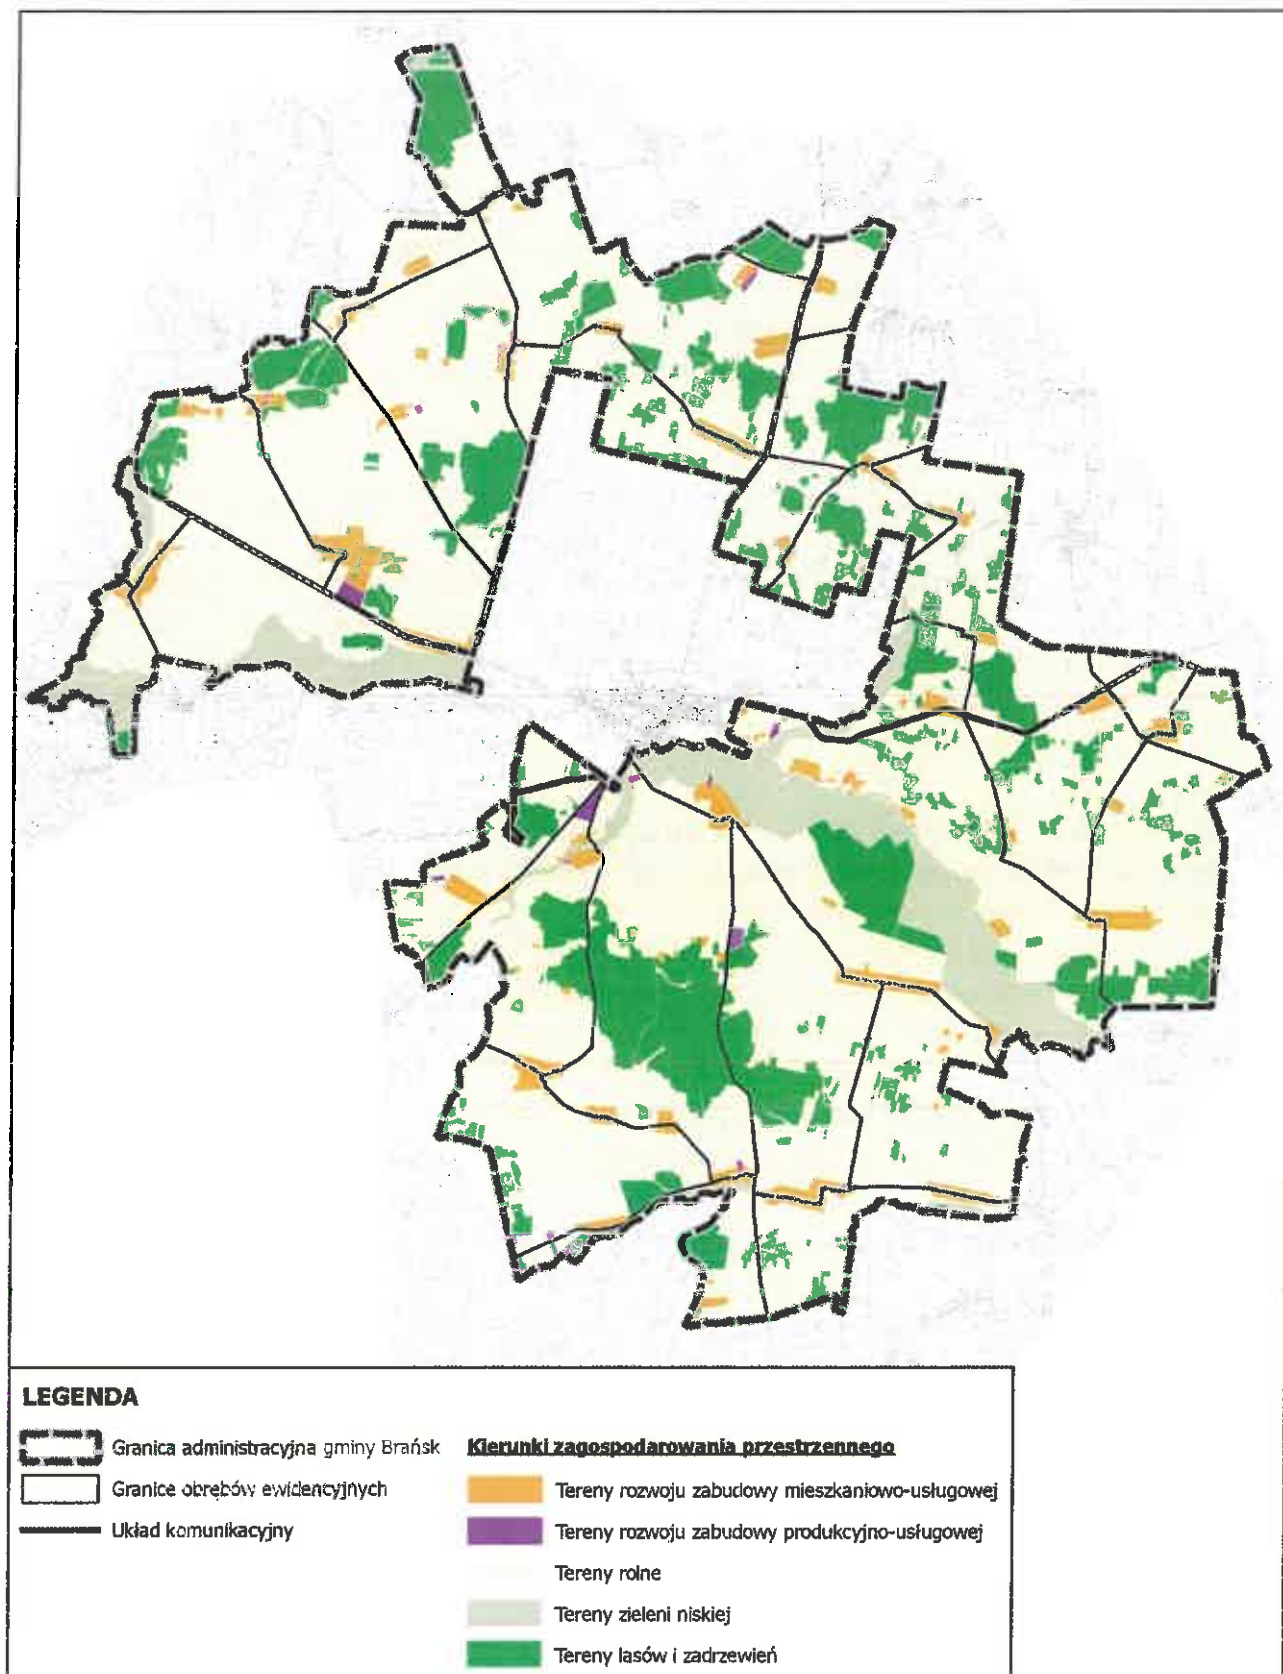 LEGENDA
Granica administracyjna gminy Brańsk
Granice obrębów ewidencyjnych
Układ komunikacyjny
Kierunki zagospodarowania przestrzennego
Tereny rozwoju zabudowy mieszkaniowo-usługowej
Tereny rozwoju zabudowy produkcyjno-usługowej
Tereny rolne
Tereny zieleni niskiej
Tereny lasów i zadrzewień